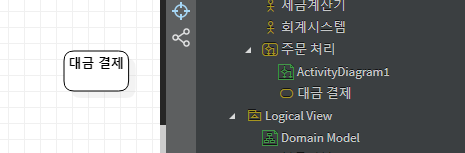 세금계산기
회계시스템
대금 결제
주문 처리
ActivityDiagram1
대금 결제
Logical View
Domain Model